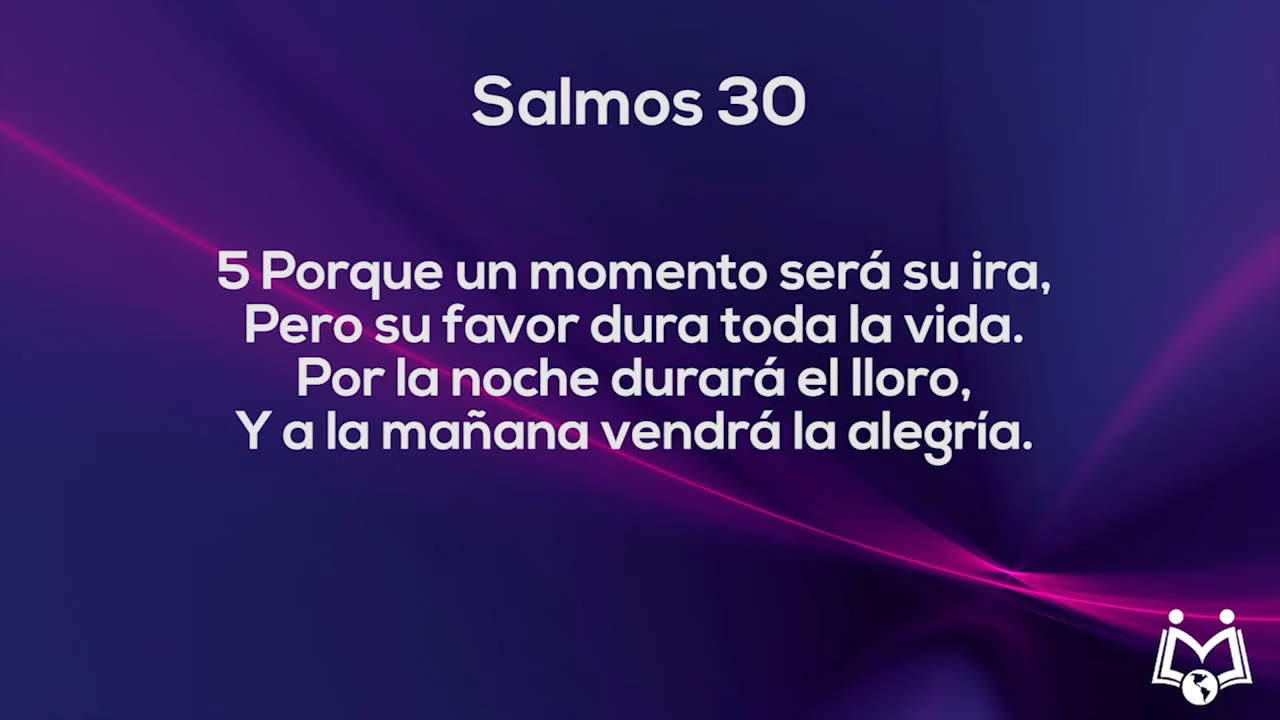 Salmos 30
5 Porque un momento será su ira,
Pero su favor dura toda la vida.
Por la noche durará el lloro,
Y a la mañana vendrá la alegría.